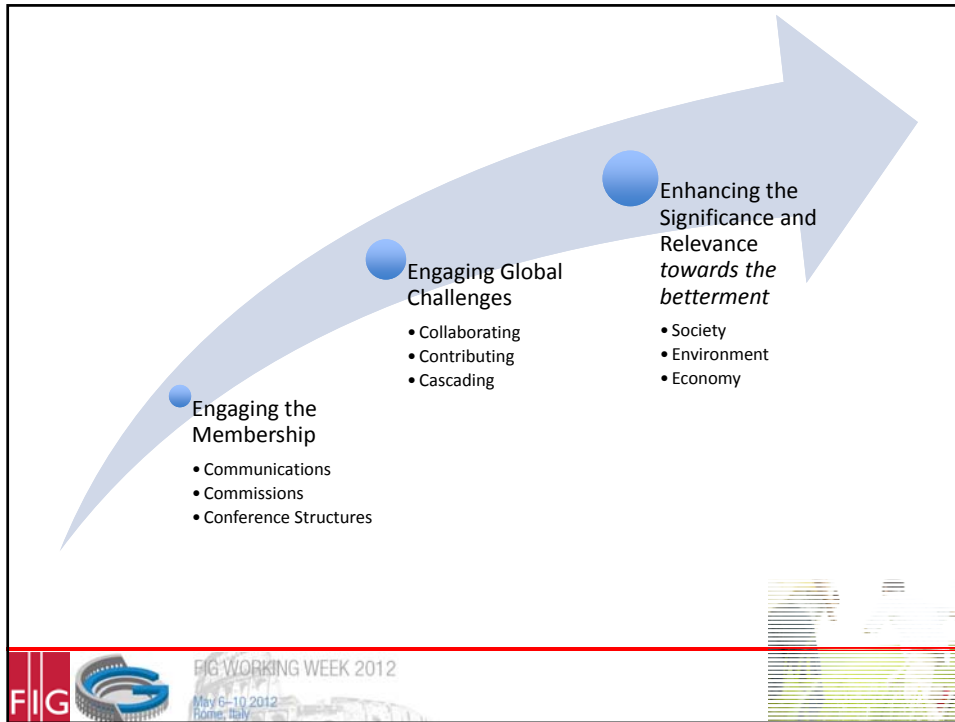 Engaging the
Membership
• Communications
• Commissions
• Conference Structures
Engaging Global
Challenges
• Collaborating
• Contributing
• Cascading
Enhancing the
Significance and
Relevance
towards the
betterment
• Society
• Environment
• Economy
FIG
FIG WORKING WEEK 2012
May 6–10 2012
Rome, Italy